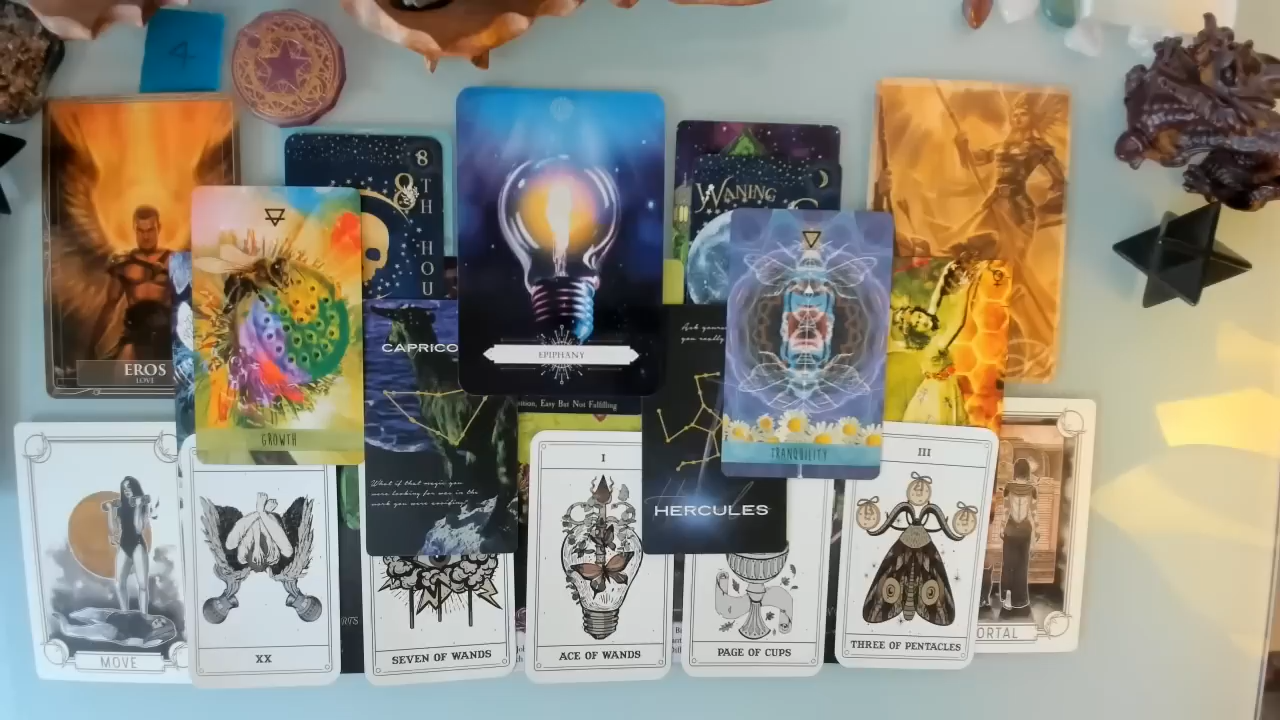 4
8
TH
HOU
8
WANING
EROS
LOVE
EPIPHANY
CAPRICO
GROWTH
Easy But Not Fulfilling
TRANQUILITY
What if that magic you
were looking for was in the
work you were
HERCULES
I
III
MOVE
XX
SEVEN OF WANDS
ACE OF WANDS
PAGE OF CUPS
THREE OF PENTACLES
ORTAL